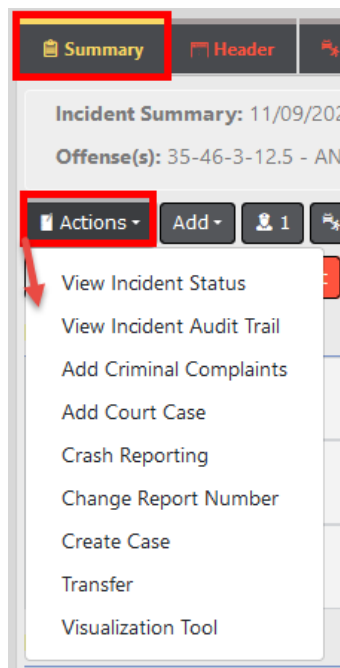 Summary Header
Incident Summary: 11/09/202
Offense(s): 35-46-3-12.5 - AN
Actions Add 1
View Incident Status
View Incident Audit Trail
Add Criminal Complaints
Add Court Case
Crash Reporting
Change Report Number
Create Case
Transfer
Visualization Tool